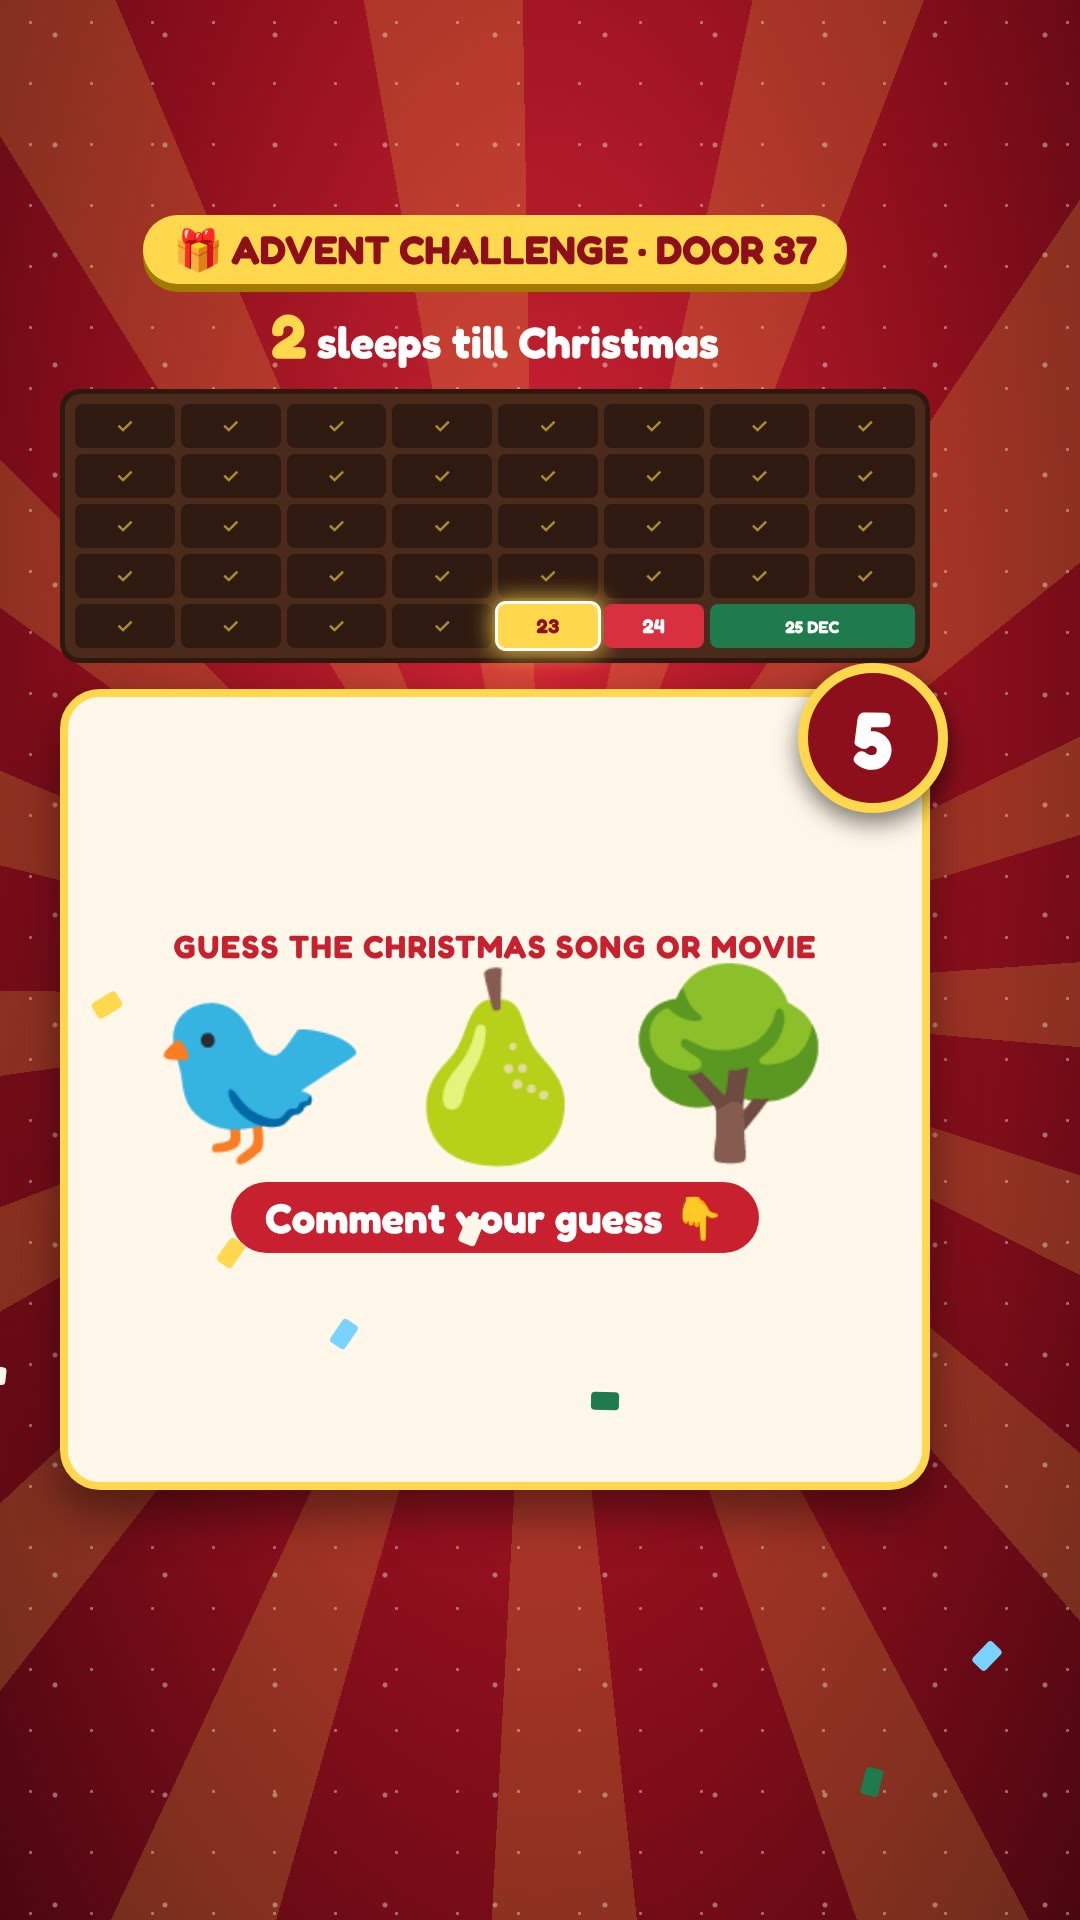 🎁 ADVENT CHALLENGE · DOOR 37
2 sleeps till Christmas
23 24 25 DEC
5
GUESS THE CHRISTMAS SONG OR MOVIE
Comment your guess 👇